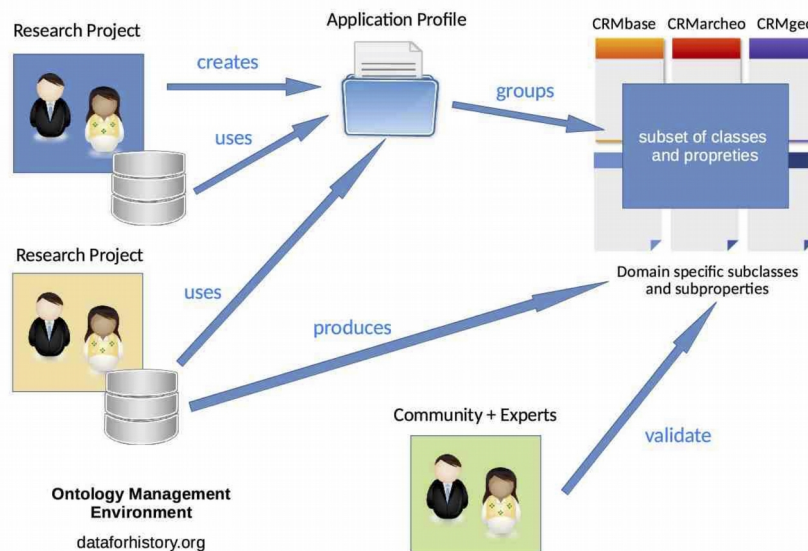 Research Project
Application Profile
CRMbase CRMarcheo CRMgeo
creates
groups
uses
subset of classes
and propreties
Research Project
Domain specific subclasses
and subproperties
uses
produces
Community + Experts
validate
Ontology Management
Environment
dataforhistory.org